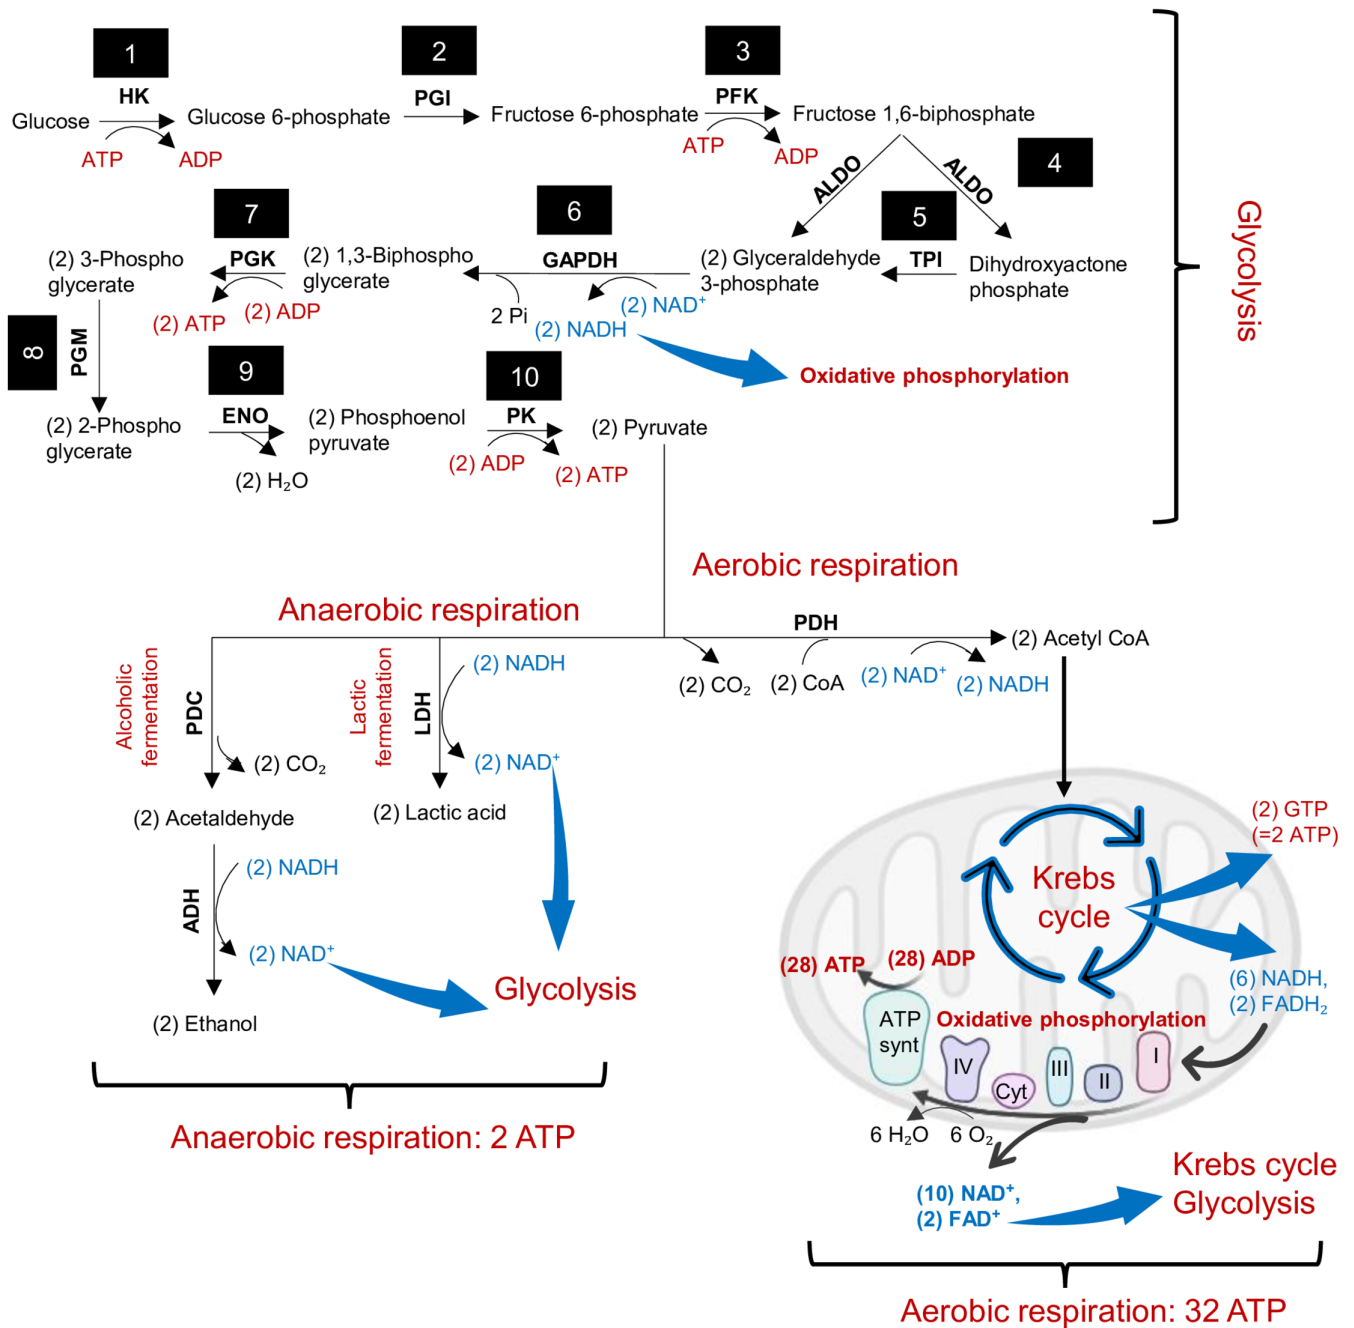 1
2
3
HK
PGI
PFK
Glucose
Glucose 6-phosphate
Fructose 6-phosphate
Fructose 1,6-biphosphate
ATP
ADP
ATP
ADP
ALDO
ALDO
4
7
6
5
(2) 3-Phospho
glycerate
PGK
(2) 1,3-Biphospho
glycerate
GAPDH
(2) Glyceraldehyde
3-phosphate
TPI
Dihydroxyactone
phosphate
(2) ATP
(2) ADP
2 Pi
(2) NADH
(2) NAD⁺
Glycolysis
Oxidative phosphorylation
8
PGM
9
10
(2) 2-Phospho
glycerate
ENO
(2) Phosphoenol
pyruvate
PK
(2) Pyruvate
(2) H₂O
(2) ADP
(2) ATP
Aerobic respiration
Anaerobic respiration
PDH
(2) Acetyl CoA
(2) CO₂
(2) CoA
(2) NAD⁺
(2) NADH
Alcoholic
fermentation
PDC
(2) CO₂
Lactic
fermentation
LDH
(2) NADH
(2) NAD⁺
(2) Acetaldehyde
(2) Lactic acid
ADH
(2) NADH
(2) NAD⁺
Glycolysis
(2) Ethanol
Anaerobic respiration: 2 ATP
Krebs
cycle
(2) GTP
(=2 ATP)
(6) NADH,
(2) FADH₂
(28) ATP
(28) ADP
Oxidative phosphorylation
ATP
synt
IV
Cyt
III
II
I
6 H₂O
6 O₂
(10) NAD⁺,
(2) FAD⁺
Krebs cycle
Glycolysis
Aerobic respiration: 32 ATP